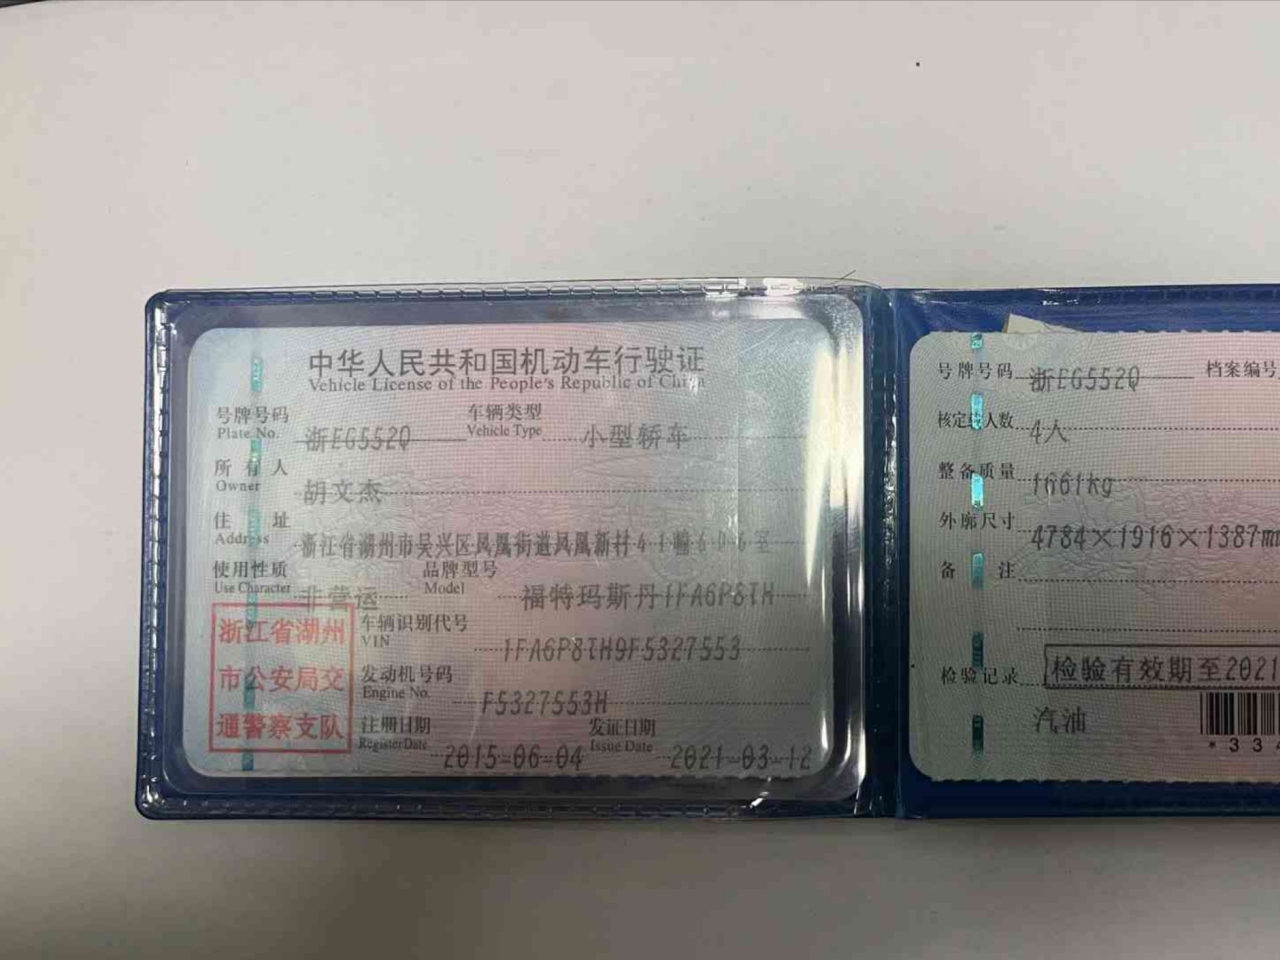 中华人民共和国机动车行驶证
Vehicle License of the People's Republic of China
号牌号码 浙EG552Q 车辆类型 小型轿车
Plate No. Vehicle Type
所有人 胡文杰
Owner
住址 浙江省湖州市吴兴区凤凰街道凤凰新村41幢606室
Address
使用性质 非营运 品牌型号 福特玛斯丹1FA6P8TH
Use Character Model
车辆识别代号 1FA6P8TH9F5327553
VIN
发动机号码 F5327553H
Engine No.
注册日期 2015-06-04 发证日期 2021-03-12
Register Date Issue Date
浙江省湖州
市公安局交
通警察支队
号牌号码 浙EG552Q 档案编号
核定载人数 4人
整备质量 1661kg
外廓尺寸 4784×1916×1387mm
备注
检验记录 检验有效期至2021
汽油
*33